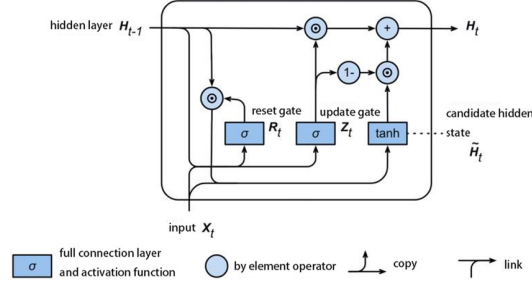 hidden layer H_{t-1}
H_t
+
1-
reset gate R_t
update gate Z_t
candidate hidden
state
H̃_t
σ
σ
tanh
input X_t
σ
full connection layer
and activation function
by element operator
copy
link